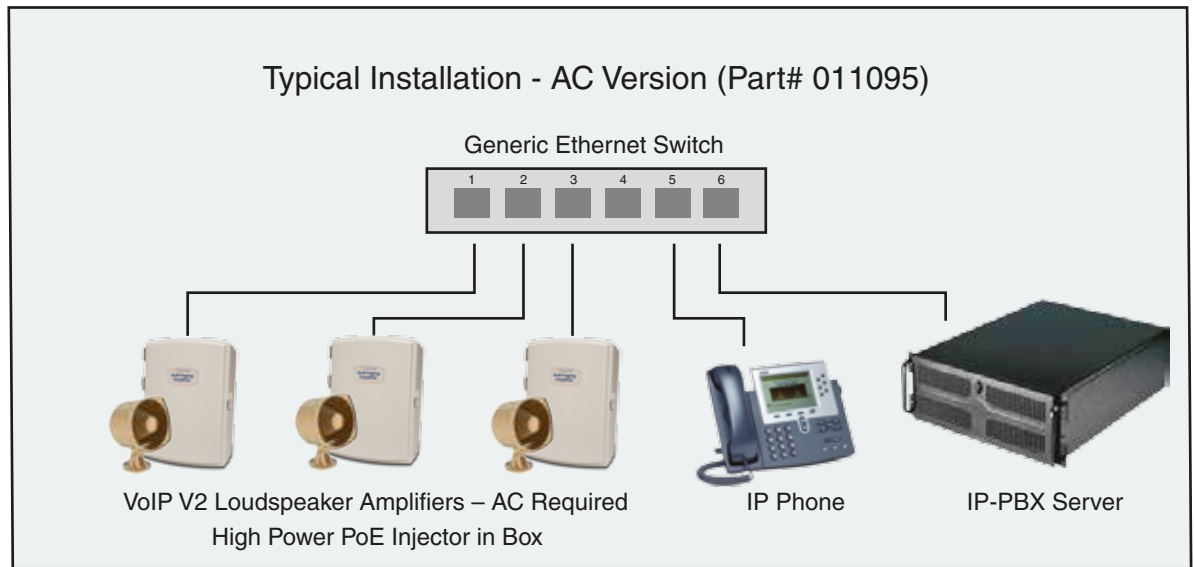 Typical Installation - AC Version (Part# 011095)
Generic Ethernet Switch
1 2 3 4 5 6
VoIP V2 Loudspeaker Amplifiers – AC Required
High Power PoE Injector in Box
IP Phone
IP-PBX Server